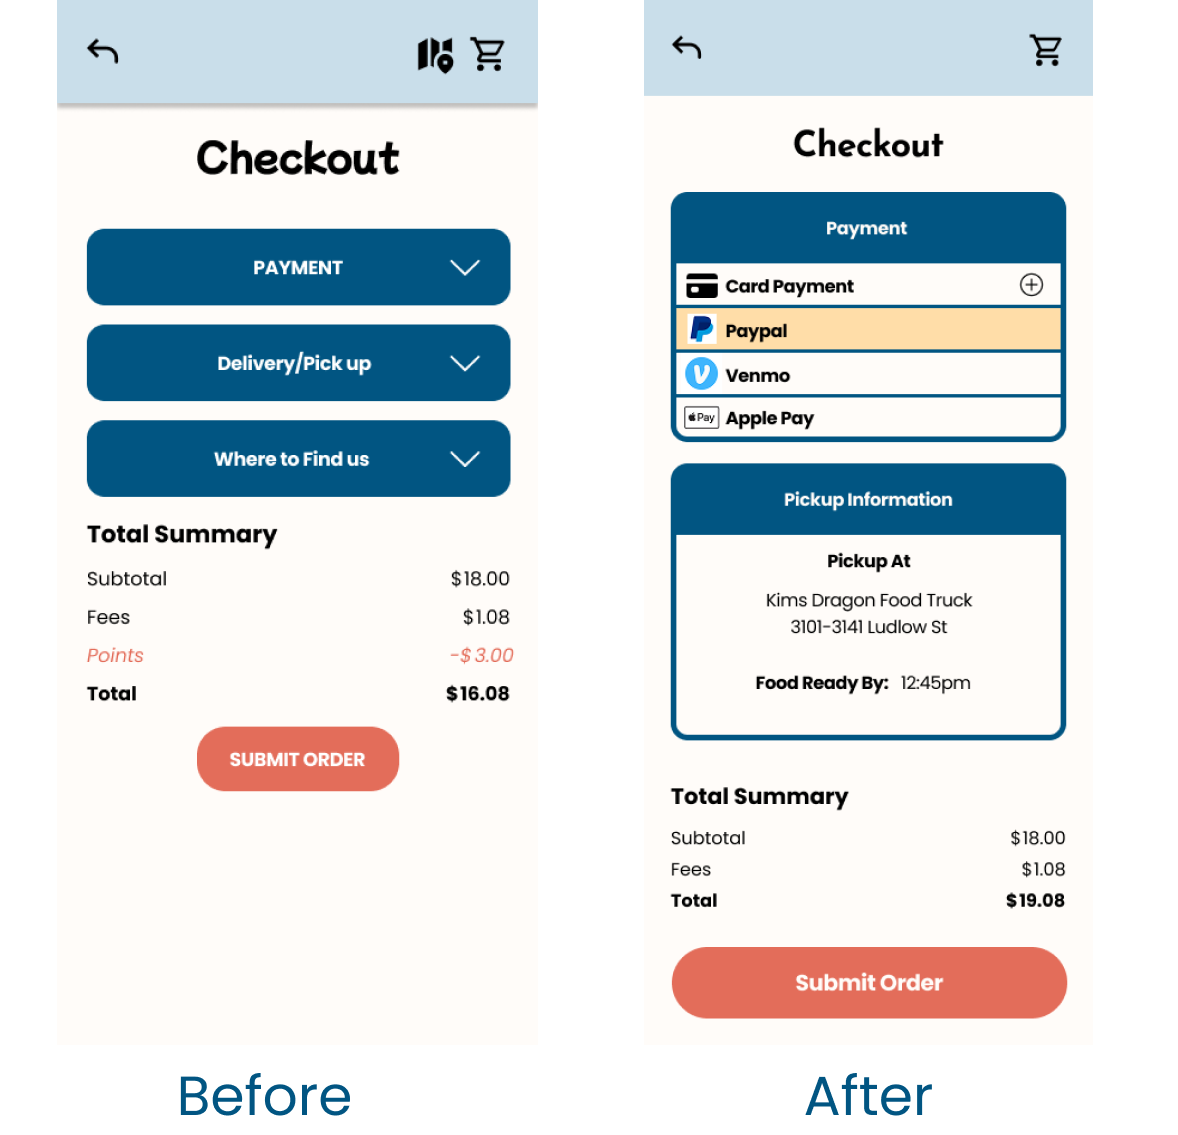 Checkout
PAYMENT
Delivery/Pick up
Where to Find us
Total Summary
Subtotal $18.00
Fees $1.08
Points -$3.00
Total $16.08
SUBMIT ORDER
Before
Checkout
Payment
Card Payment
Paypal
Venmo
Pay Apple Pay
Pickup Information
Pickup At
Kims Dragon Food Truck
3101-3141 Ludlow St
Food Ready By: 12:45pm
Total Summary
Subtotal $18.00
Fees $1.08
Total $19.08
Submit Order
After